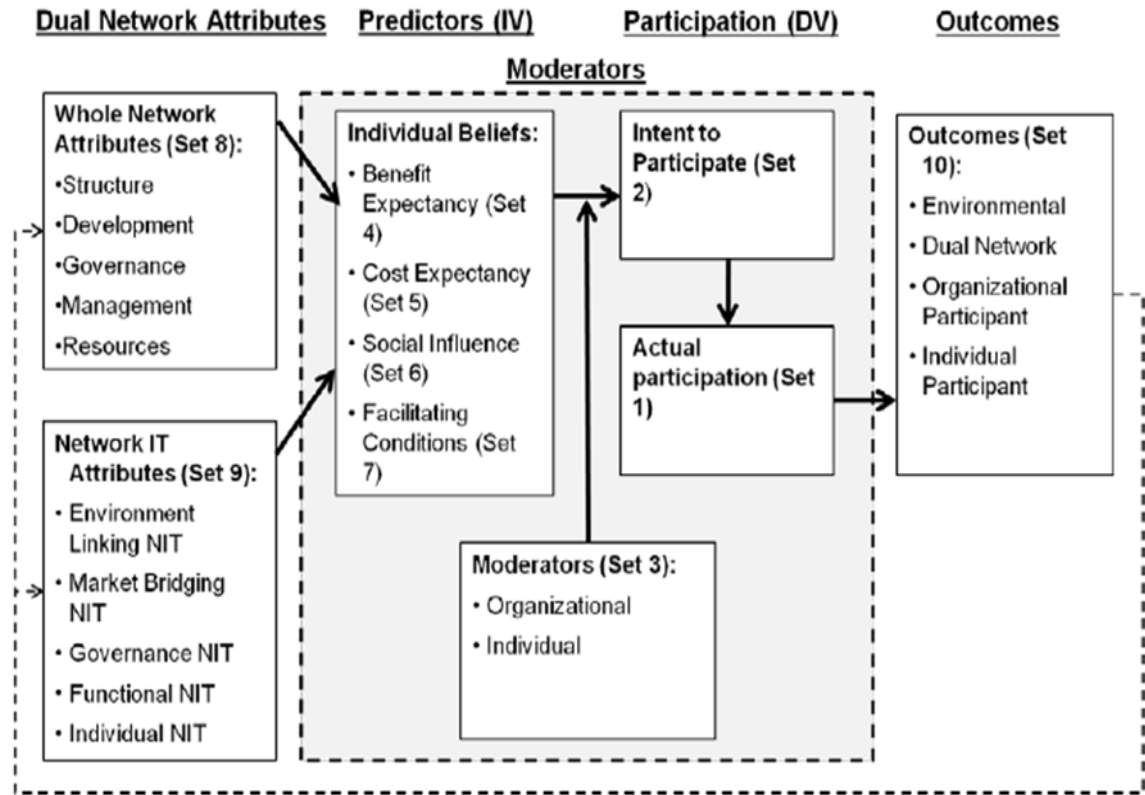 Dual Network Attributes
Predictors (IV)
Participation (DV)
Outcomes
Moderators
Whole Network
Attributes (Set 8):
•Structure
•Development
•Governance
•Management
•Resources
Network IT
Attributes (Set 9):
• Environment
Linking NIT
• Market Bridging
NIT
• Governance NIT
• Functional NIT
• Individual NIT
Individual Beliefs:
• Benefit
Expectancy (Set
4)
• Cost Expectancy
(Set 5)
• Social Influence
(Set 6)
• Facilitating
Conditions (Set
7)
Intent to
Participate (Set
2)
Actual
participation (Set
1)
Moderators (Set 3):
• Organizational
• Individual
Outcomes (Set
10):
• Environmental
• Dual Network
• Organizational
Participant
• Individual
Participant